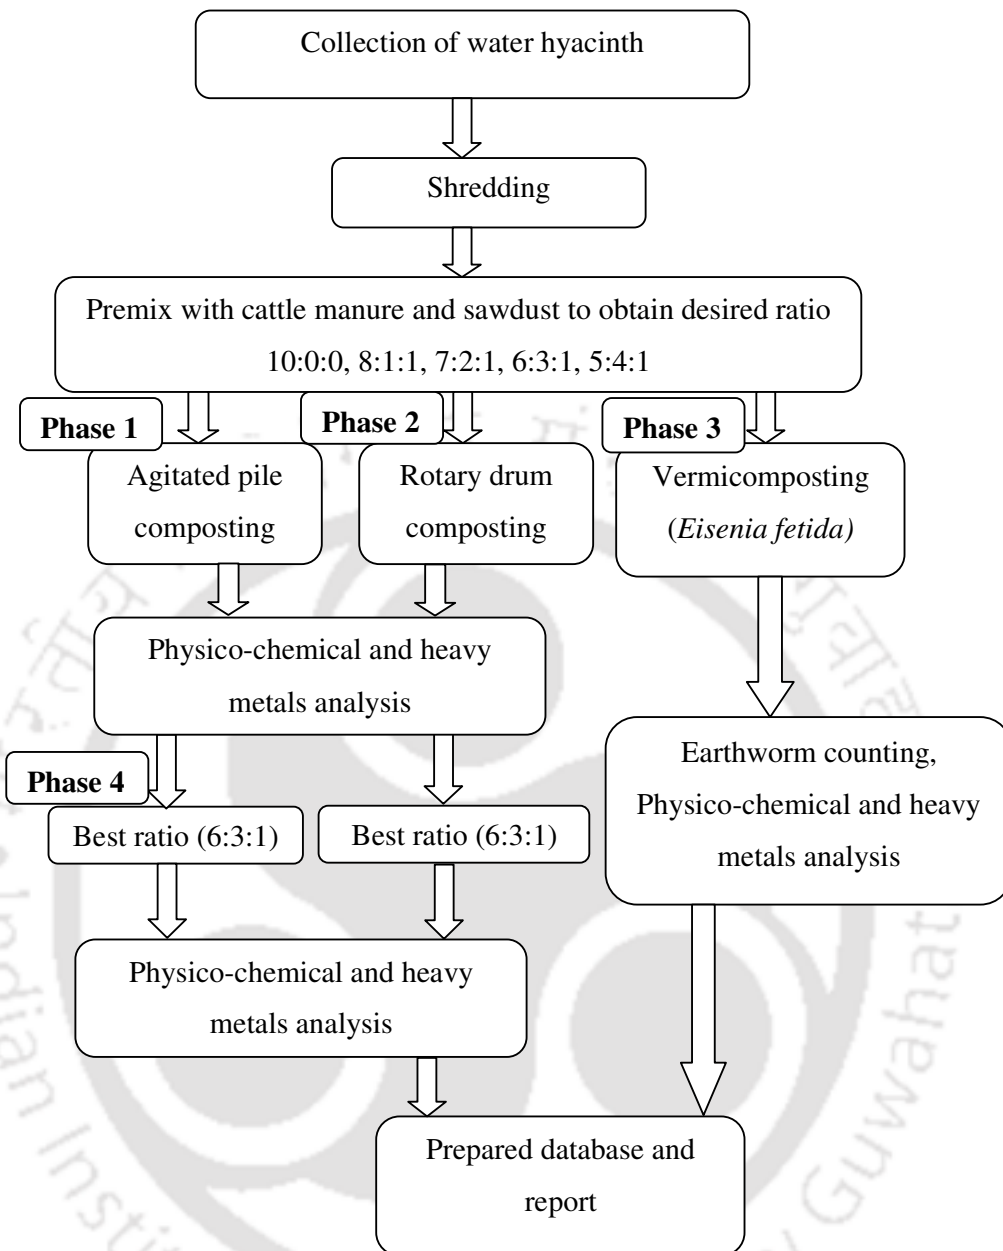 Collection of water hyacinth
Shredding
Premix with cattle manure and sawdust to obtain desired ratio
10:0:0, 8:1:1, 7:2:1, 6:3:1, 5:4:1
Phase 1
Agitated pile
composting
Phase 2
Rotary drum
composting
Phase 3
Vermicomposting
(Eisenia fetida)
Physico-chemical and heavy
metals analysis
Earthworm counting,
Physico-chemical and heavy
metals analysis
Phase 4
Best ratio (6:3:1)
Best ratio (6:3:1)
Physico-chemical and heavy
metals analysis
Prepared database and
report
Guwahat